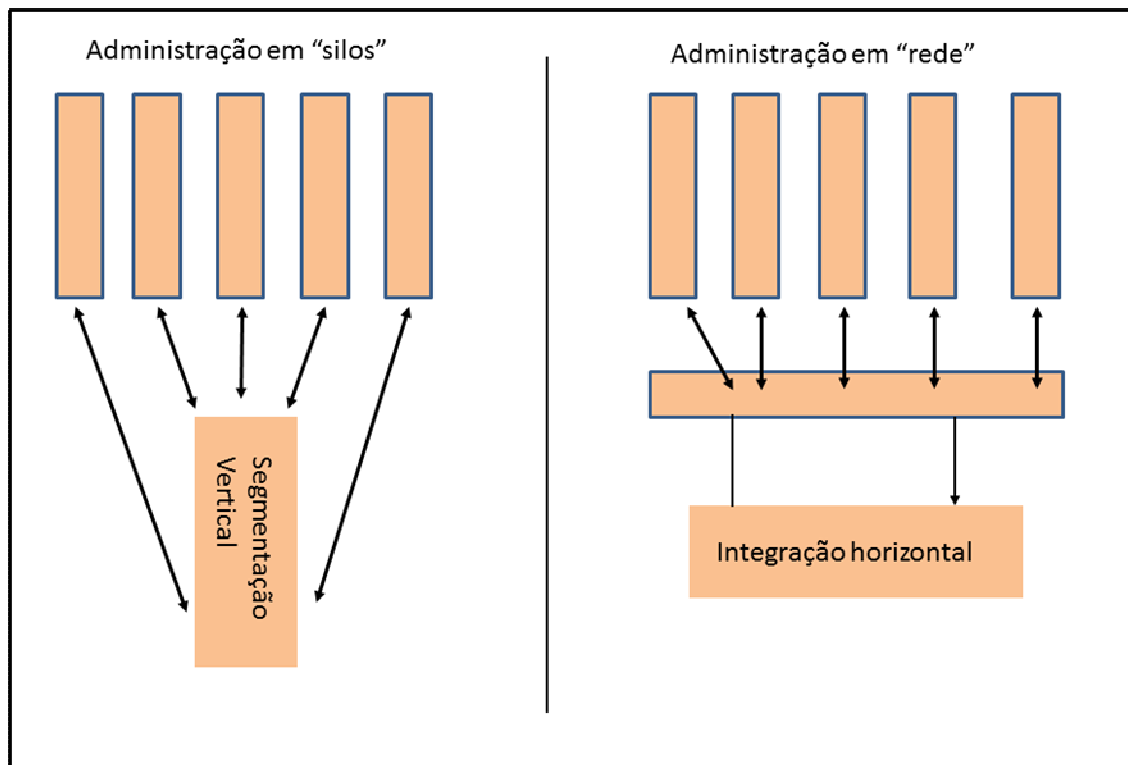 Administração em “silos”
Administração em “rede”
Segmentação
Vertical
Integração horizontal